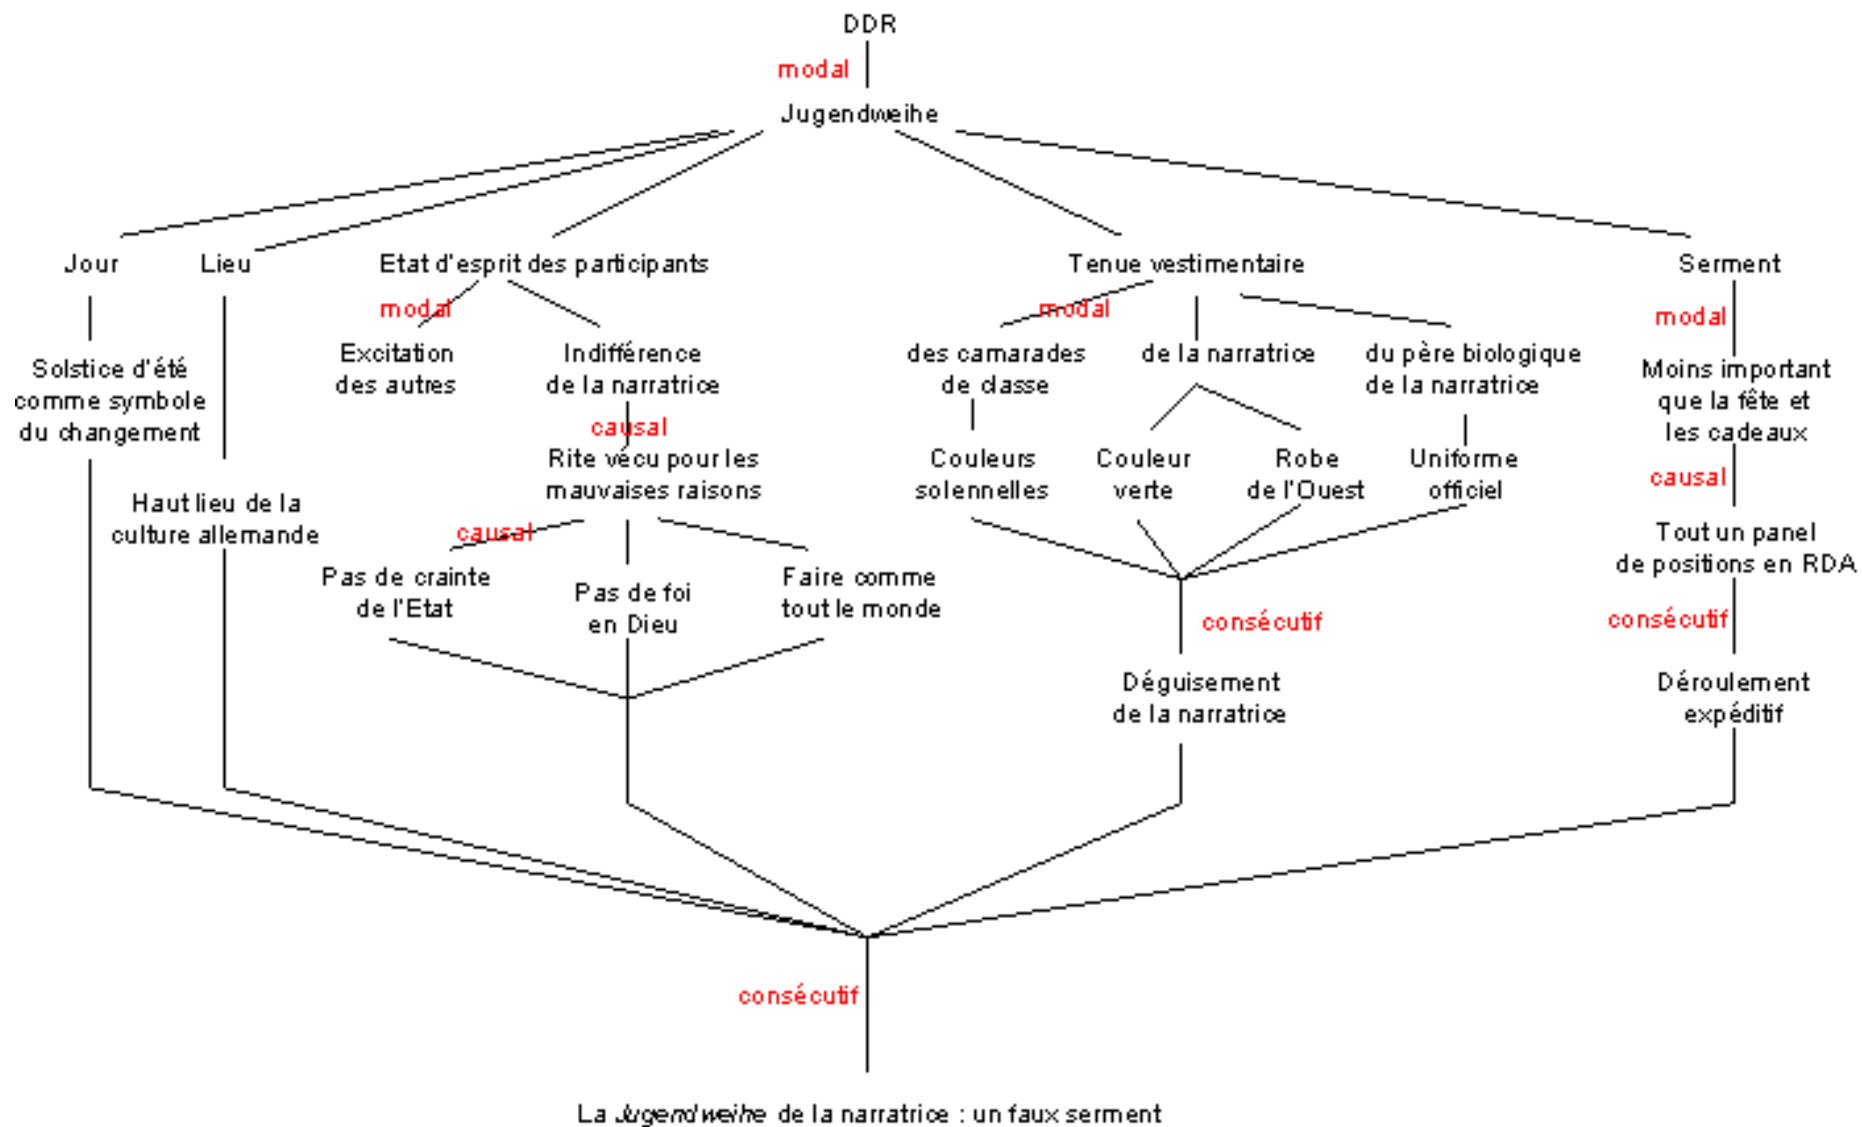 DDR
modal
Jugendweihe
Jour
Lieu
Etat d'esprit des participants
Tenue vestimentaire
Serment
modal
modal
modal
Solstice d'été
comme symbole
du changement
Excitation
des autres
Indifférence
de la narratrice
des camarades
de classe
de la narratrice
du père biologique
de la narratrice
Moins important
que la fête et
les cadeaux
causal
causal
Haut lieu de la
culture allemande
Rite vécu pour les
mauvaises raisons
Couleurs
solennelles
Couleur
verte
Robe
de l'Ouest
Uniforme
officiel
causal
Tout un panel
de positions en RDA
Pas de crainte
de l'Etat
Pas de foi
en Dieu
Faire comme
tout le monde
consécutif
consécutif
Déguisement
de la narratrice
Déroulement
expéditif
consécutif
La Jugendweihe de la narratrice : un faux serment